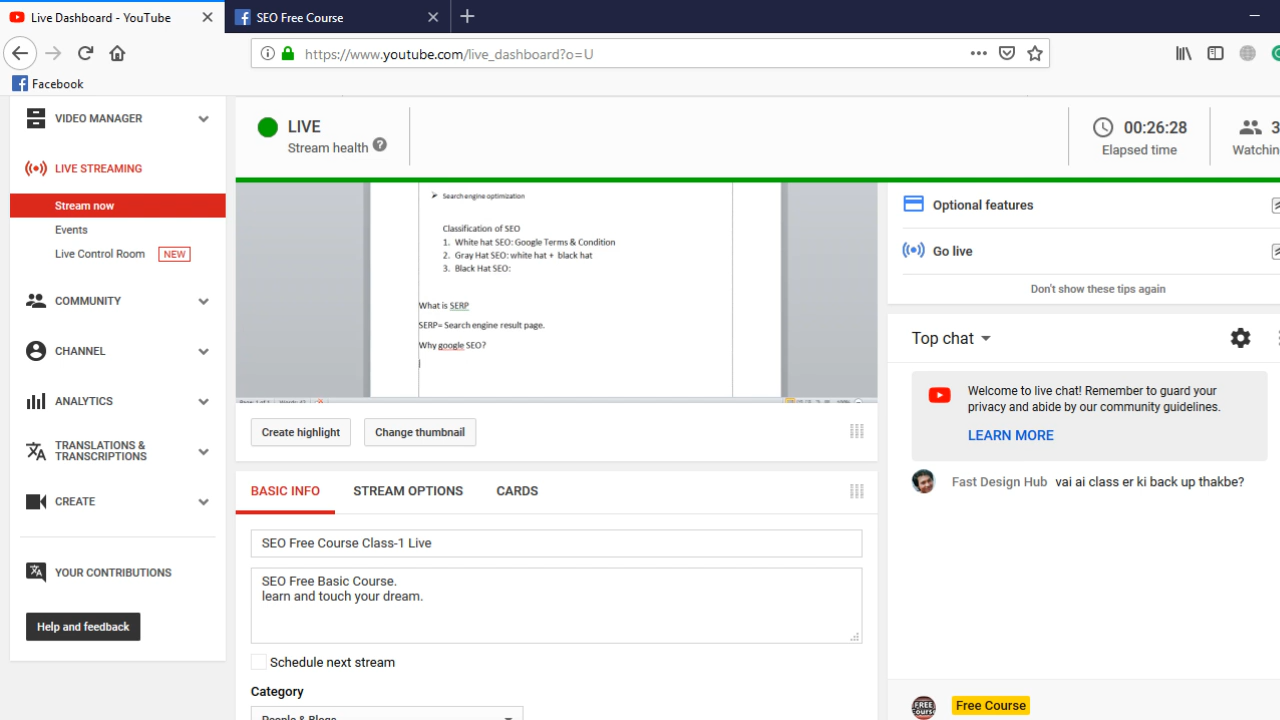 Live Dashboard - YouTube
SEO Free Course
https://www.youtube.com/live_dashboard?o=U
Facebook
VIDEO MANAGER
LIVE STREAMING
Stream now
Events
Live Control Room NEW
COMMUNITY
CHANNEL
ANALYTICS
TRANSLATIONS &
TRANSCRIPTIONS
CREATE
YOUR CONTRIBUTIONS
Help and feedback
LIVE
Stream health ?
00:26:28
Elapsed time
3
Watchin
Search engine optimization
Classification of SEO
1. White hat SEO: Google Terms & Condition
2. Gray Hat SEO: white hat + black hat
3. Black Hat SEO:
What is SERP
SERP= Search engine result page.
Why google SEO?
Create highlight
Change thumbnail
BASIC INFO
STREAM OPTIONS
CARDS
SEO Free Course Class-1 Live
SEO Free Basic Course.
learn and touch your dream.
Schedule next stream
Category
People & Blogs
Optional features
Go live
Don't show these tips again
Top chat
Welcome to live chat! Remember to guard your
privacy and abide by our community guidelines.
LEARN MORE
Fast Design Hub vai ai class er ki back up thakbe?
FREE
Free Course